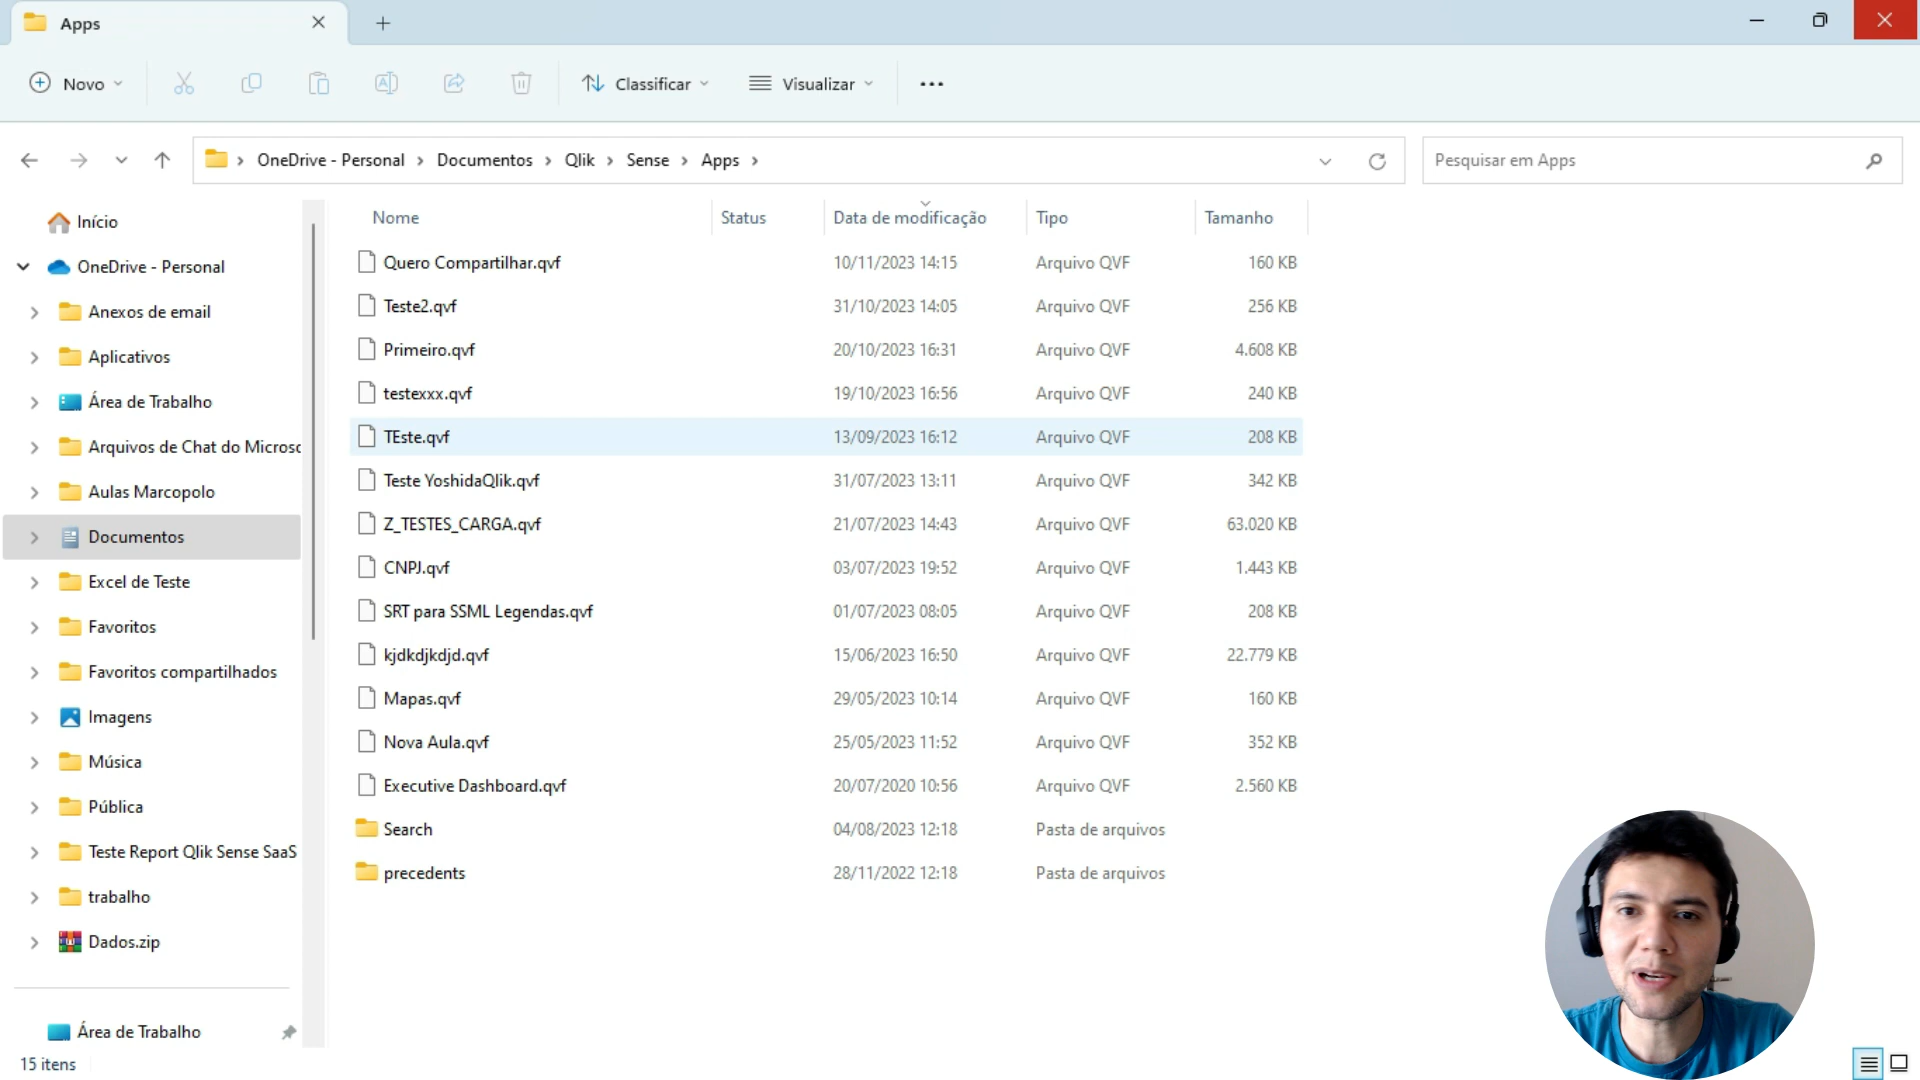 Apps
Novo
Classificar
Visualizar
OneDrive - Personal > Documentos > Qlik > Sense > Apps >
Pesquisar em Apps
Início
OneDrive - Personal
Anexos de email
Aplicativos
Área de Trabalho
Arquivos de Chat do Microsc
Aulas Marcopolo
Documentos
Excel de Teste
Favoritos
Favoritos compartilhados
Imagens
Música
Pública
Teste Report Qlik Sense SaaS
trabalho
Dados.zip
Área de Trabalho
Nome Status Data de modificação Tipo Tamanho
Quero Compartilhar.qvf 10/11/2023 14:15 Arquivo QVF 160 KB
Teste2.qvf 31/10/2023 14:05 Arquivo QVF 256 KB
Primeiro.qvf 20/10/2023 16:31 Arquivo QVF 4.608 KB
testexxx.qvf 19/10/2023 16:56 Arquivo QVF 240 KB
TEste.qvf 13/09/2023 16:12 Arquivo QVF 208 KB
Teste YoshidaQlik.qvf 31/07/2023 13:11 Arquivo QVF 342 KB
Z_TESTES_CARGA.qvf 21/07/2023 14:43 Arquivo QVF 63.020 KB
CNPJ.qvf 03/07/2023 19:52 Arquivo QVF 1.443 KB
SRT para SSML Legendas.qvf 01/07/2023 08:05 Arquivo QVF 208 KB
kjdkdjkdjd.qvf 15/06/2023 16:50 Arquivo QVF 22.779 KB
Mapas.qvf 29/05/2023 10:14 Arquivo QVF 160 KB
Nova Aula.qvf 25/05/2023 11:52 Arquivo QVF 352 KB
Executive Dashboard.qvf 20/07/2020 10:56 Arquivo QVF 2.560 KB
Search 04/08/2023 12:18 Pasta de arquivos
precedents 28/11/2022 12:18 Pasta de arquivos
15 itens